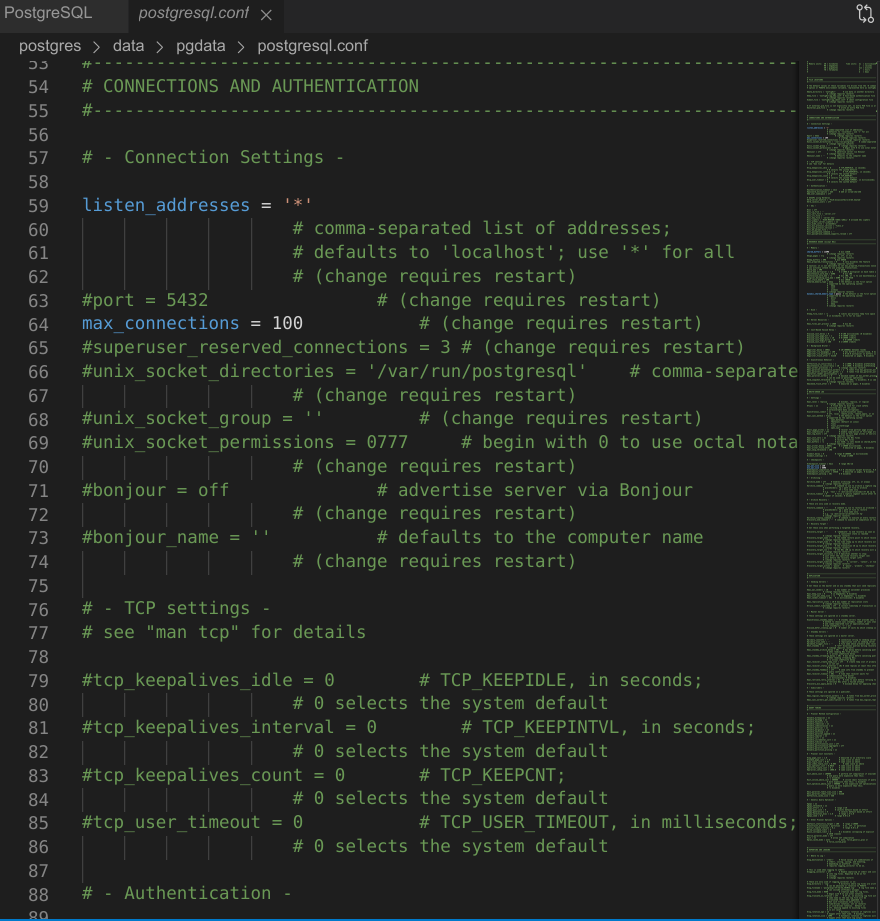 PostgreSQL
postgresql.conf
postgres > data > pgdata > postgresql.conf
53 #--------------------------------------------------------------------
54 # CONNECTIONS AND AUTHENTICATION
55 #--------------------------------------------------------------------
56
57 # - Connection Settings -
58
59 listen_addresses = '*'
60 # comma-separated list of addresses;
61 # defaults to 'localhost'; use '*' for all
62 # (change requires restart)
63 #port = 5432 # (change requires restart)
64 max_connections = 100 # (change requires restart)
65 #superuser_reserved_connections = 3 # (change requires restart)
66 #unix_socket_directories = '/var/run/postgresql' # comma-separate
67 # (change requires restart)
68 #unix_socket_group = '' # (change requires restart)
69 #unix_socket_permissions = 0777 # begin with 0 to use octal nota
70 # (change requires restart)
71 #bonjour = off # advertise server via Bonjour
72 # (change requires restart)
73 #bonjour_name = '' # defaults to the computer name
74 # (change requires restart)
75
76 # - TCP settings -
77 # see "man tcp" for details
78
79 #tcp_keepalives_idle = 0 # TCP_KEEPIDLE, in seconds;
80 # 0 selects the system default
81 #tcp_keepalives_interval = 0 # TCP_KEEPINTVL, in seconds;
82 # 0 selects the system default
83 #tcp_keepalives_count = 0 # TCP_KEEPCNT;
84 # 0 selects the system default
85 #tcp_user_timeout = 0 # TCP_USER_TIMEOUT, in milliseconds;
86 # 0 selects the system default
87
88 # - Authentication -
89